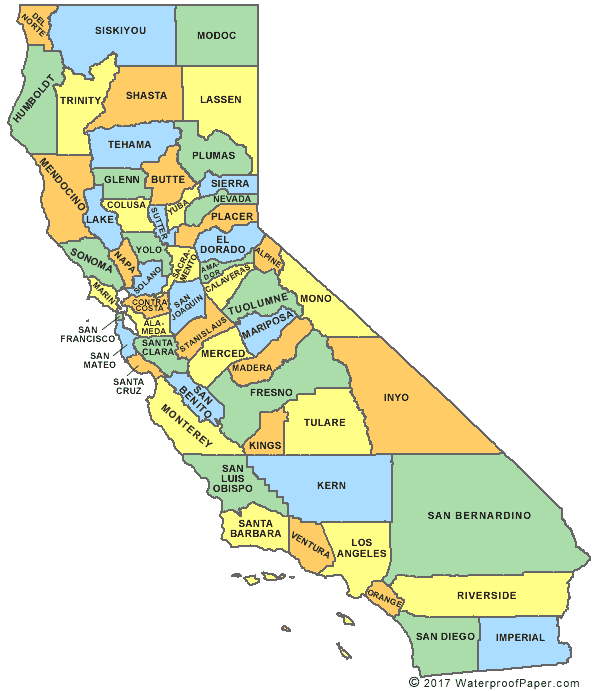 DEL
NORTE
SISKIYOU
MODOC
HUMBOLDT
TRINITY
SHASTA
LASSEN
TEHAMA
PLUMAS
MENDOCINO
GLENN
BUTTE
SIERRA
NEVADA
COLUSA
YUBA
SUTTER
LAKE
PLACER
EL
DORADO
YOLO
SONOMA
NAPA
SACRA-
MENTO
ALPINE
AMA-
DOR
SOLANO
CALAVERAS
MARIN
CONTRA
COSTA
SAN
JOAQUIN
TUOLUMNE
MONO
SAN
FRANCISCO
ALA-
MEDA
STANISLAUS
MARIPOSA
SANTA
CLARA
SAN
MATEO
MERCED
MADERA
SANTA
CRUZ
SAN
BENITO
FRESNO
INYO
MONTEREY
TULARE
KINGS
SAN
LUIS
OBISPO
KERN
SAN BERNARDINO
SANTA
BARBARA
VENTURA
LOS
ANGELES
ORANGE
RIVERSIDE
SAN DIEGO
IMPERIAL
© 2017 WaterproofPaper.com